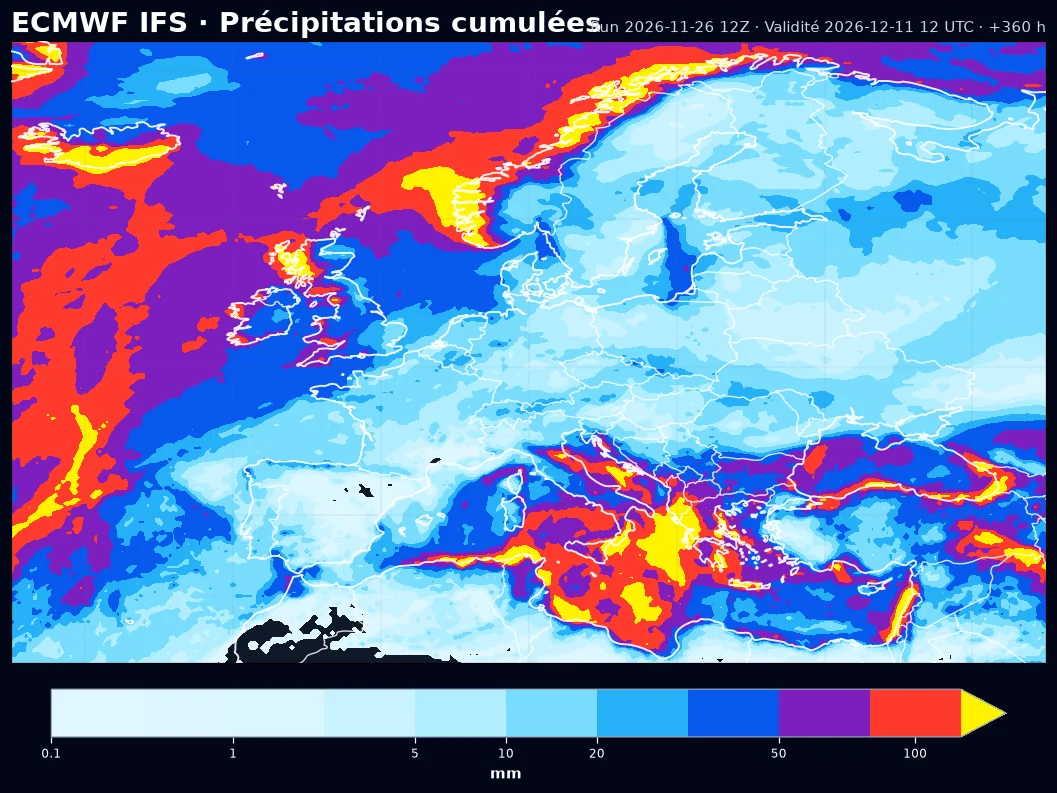 ECMWF IFS · Précipitations cumulées
Run 2026-11-26 12Z · Validité 2026-12-11 12 UTC · +360 h
0.1 1 5 10 20 50 100
mm